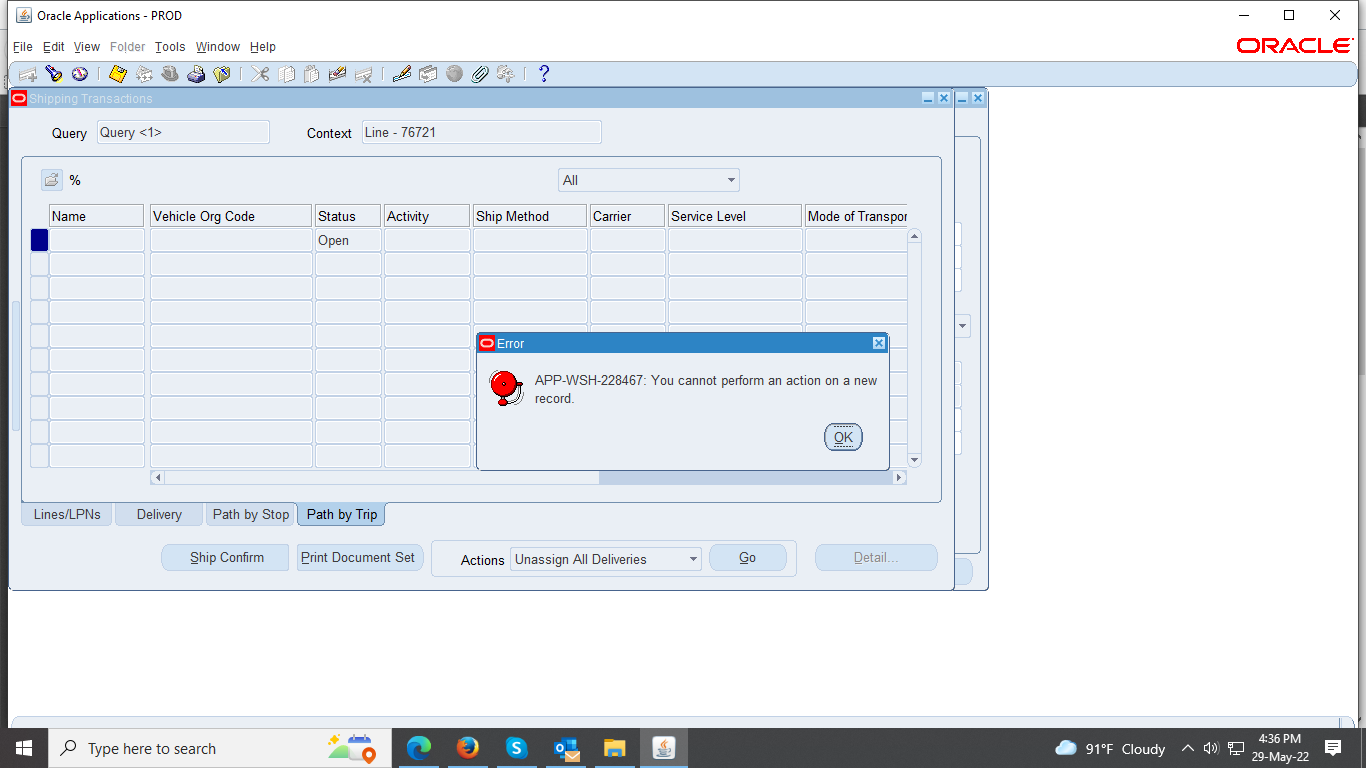 Oracle Applications - PROD
File Edit View Folder Tools Window Help
ORACLE
?
Shipping Transactions
Query Query <1> Context Line - 76721
% All
Name Vehicle Org Code Status Activity Ship Method Carrier Service Level Mode of Transpor
Open
Error
APP-WSH-228467: You cannot perform an action on a new
record.
OK
Lines/LPNs Delivery Path by Stop Path by Trip
Ship Confirm Print Document Set Actions Unassign All Deliveries Go Detail...
Type here to search
91°F Cloudy
4:36 PM
29-May-22